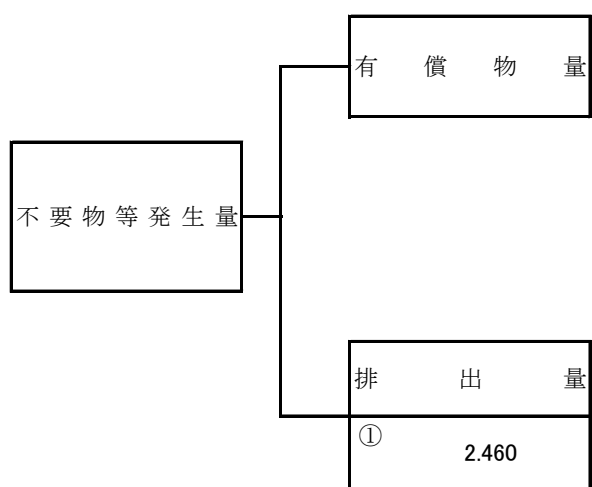 有償物量
不要物等発生量
排出量
①
2.460